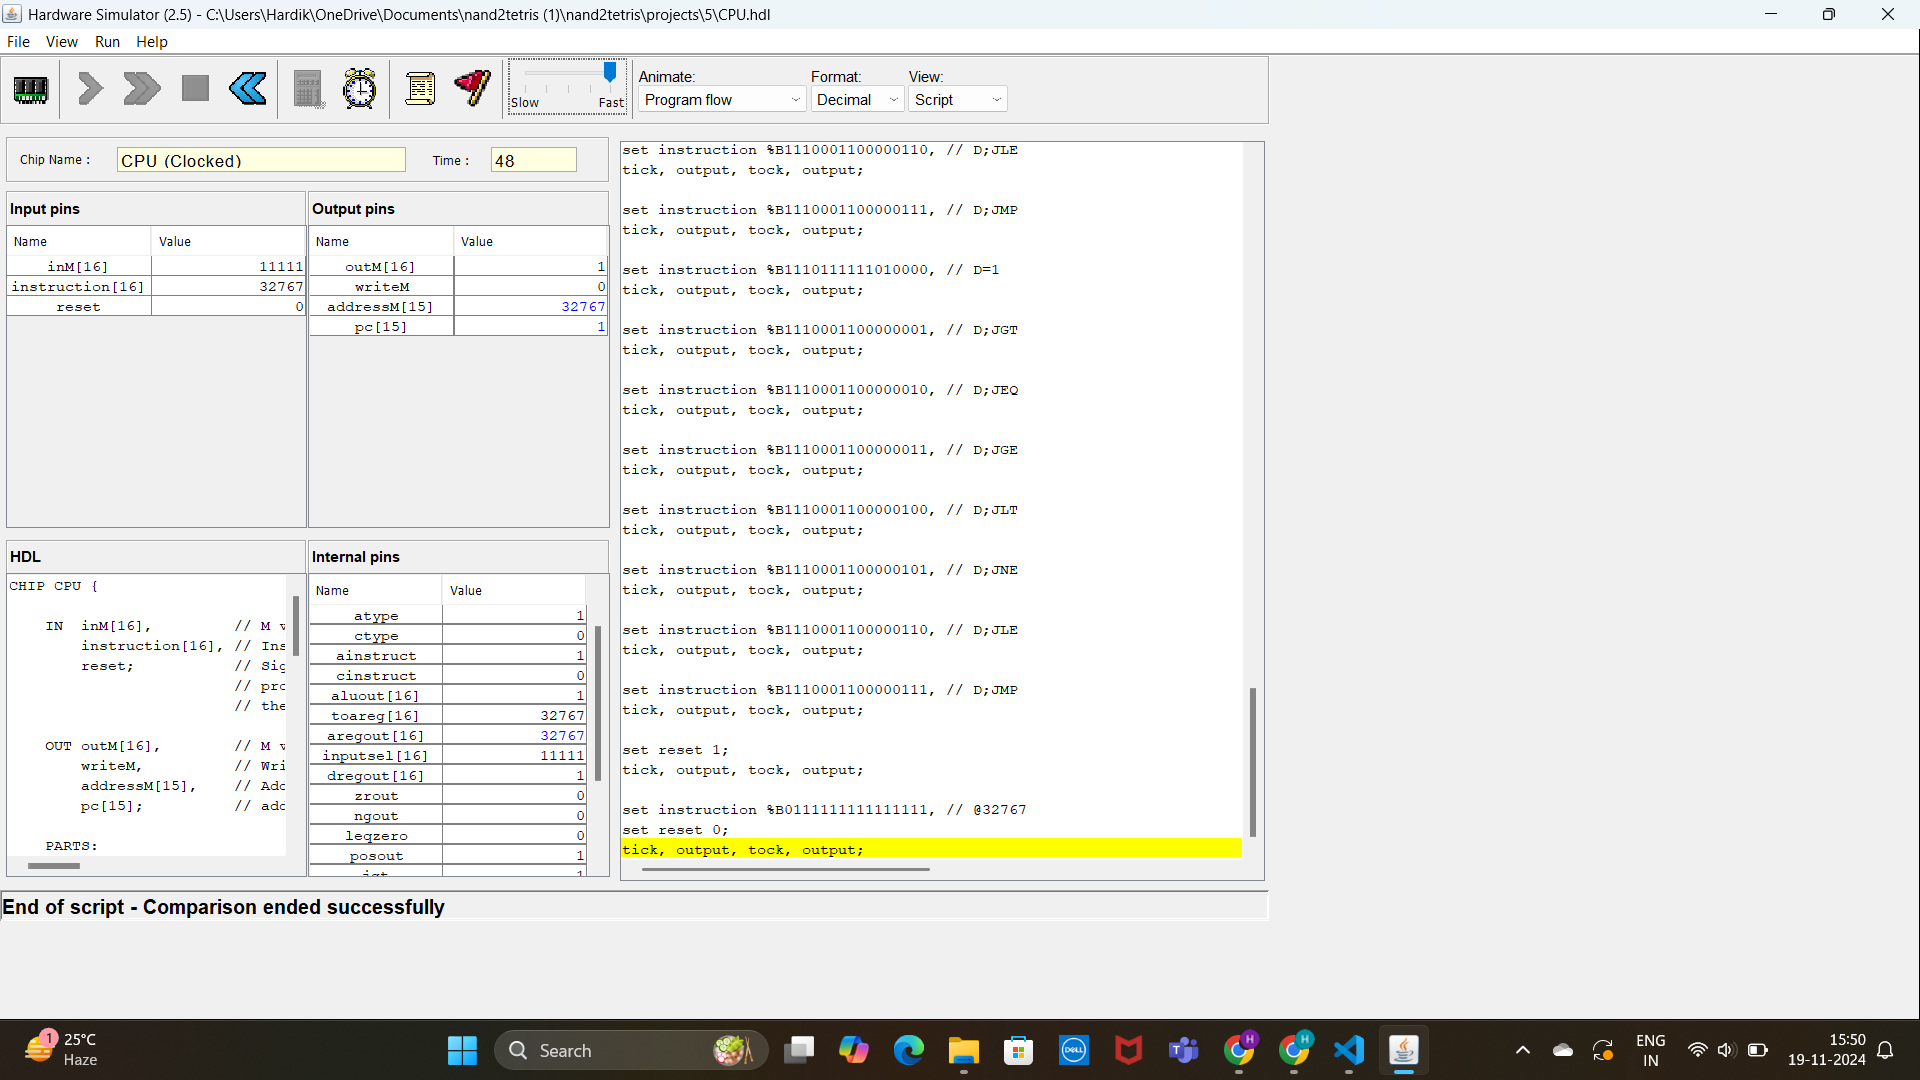 Hardware Simulator (2.5) - C:\Users\Hardik\OneDrive\Documents\nand2tetris (1)\nand2tetris\projects\5\CPU.hdl
File View Run Help
Slow Fast
Animate: Format: View:
Program flow Decimal Script
Chip Name : CPU (Clocked) Time : 48
Input pins
Name Value
inM[16] 11111
instruction[16] 32767
reset 0
Output pins
Name Value
outM[16] 1
writeM 0
addressM[15] 32767
pc[15] 1
HDL
CHIP CPU {
IN inM[16], // M
instruction[16], // Ins
reset; // Sig
// pro
// the
OUT outM[16], // M
writeM, // Wri
addressM[15], // Add
pc[15]; // add
PARTS:
Internal pins
Name Value
atype 1
ctype 0
ainstruct 1
cinstruct 0
aluout[16] 1
toareg[16] 32767
aregout[16] 32767
inputsel[16] 11111
dregout[16] 1
zrout 0
ngout 0
leqzero 0
posout 1
set instruction %B1110001100000110, // D;JLE
tick, output, tock, output;
set instruction %B1110001100000111, // D;JMP
tick, output, tock, output;
set instruction %B1110111111010000, // D=1
tick, output, tock, output;
set instruction %B1110001100000001, // D;JGT
tick, output, tock, output;
set instruction %B1110001100000010, // D;JEQ
tick, output, tock, output;
set instruction %B1110001100000011, // D;JGE
tick, output, tock, output;
set instruction %B1110001100000100, // D;JLT
tick, output, tock, output;
set instruction %B1110001100000101, // D;JNE
tick, output, tock, output;
set instruction %B1110001100000110, // D;JLE
tick, output, tock, output;
set instruction %B1110001100000111, // D;JMP
tick, output, tock, output;
set reset 1;
tick, output, tock, output;
set instruction %B0111111111111111, // @32767
set reset 0;
tick, output, tock, output;
End of script - Comparison ended successfully
1
25°C
Haze
Search
DELL
H
H
ENG
IN
15:50
19-11-2024